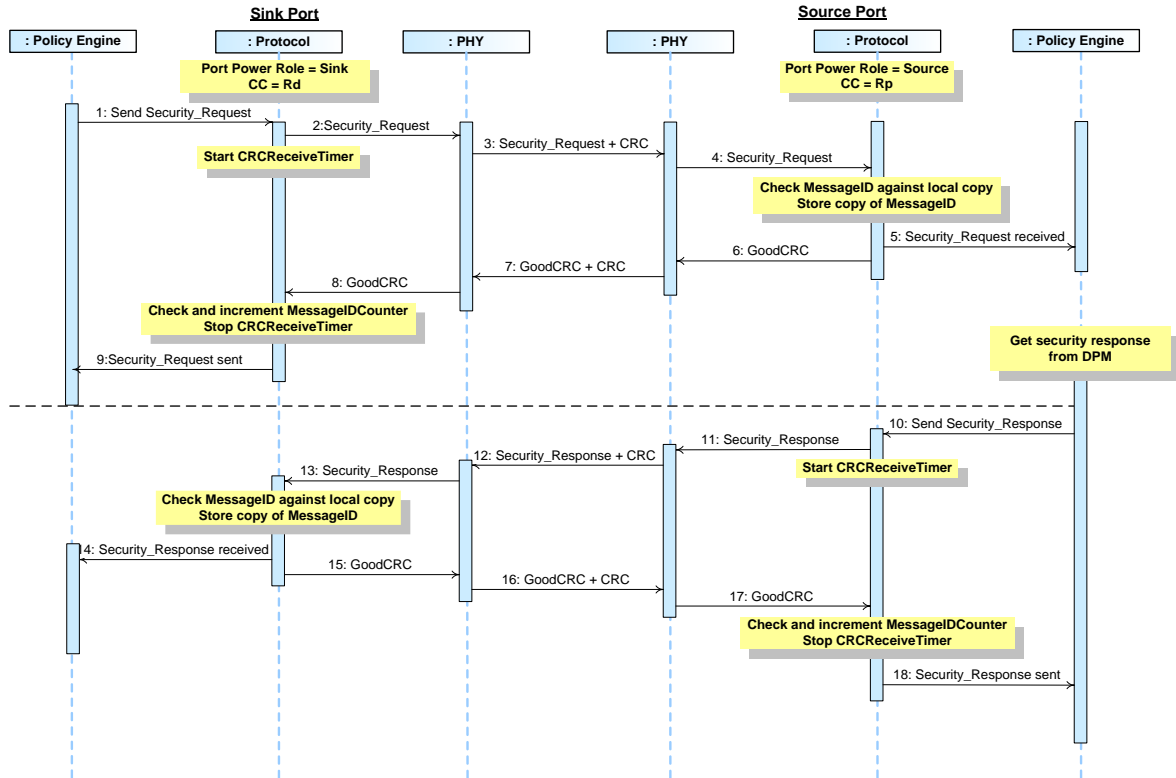 Sink Port
Source Port
: Policy Engine
: Protocol
: PHY
: PHY
: Protocol
: Policy Engine
Port Power Role = Sink
CC = Rd
Port Power Role = Source
CC = Rp
1: Send Security_Request
2:Security_Request
Start CRCReceiveTimer
3: Security_Request + CRC
4: Security_Request
Check MessageID against local copy
Store copy of MessageID
5: Security_Request received
6: GoodCRC
7: GoodCRC + CRC
8: GoodCRC
Check and increment MessageIDCounter
Stop CRCReceiveTimer
9:Security_Request sent
Get security response
from DPM
10: Send Security_Response
11: Security_Response
Start CRCReceiveTimer
12: Security_Response + CRC
13: Security_Response
Check MessageID against local copy
Store copy of MessageID
14: Security_Response received
15: GoodCRC
16: GoodCRC + CRC
17: GoodCRC
Check and increment MessageIDCounter
Stop CRCReceiveTimer
18: Security_Response sent